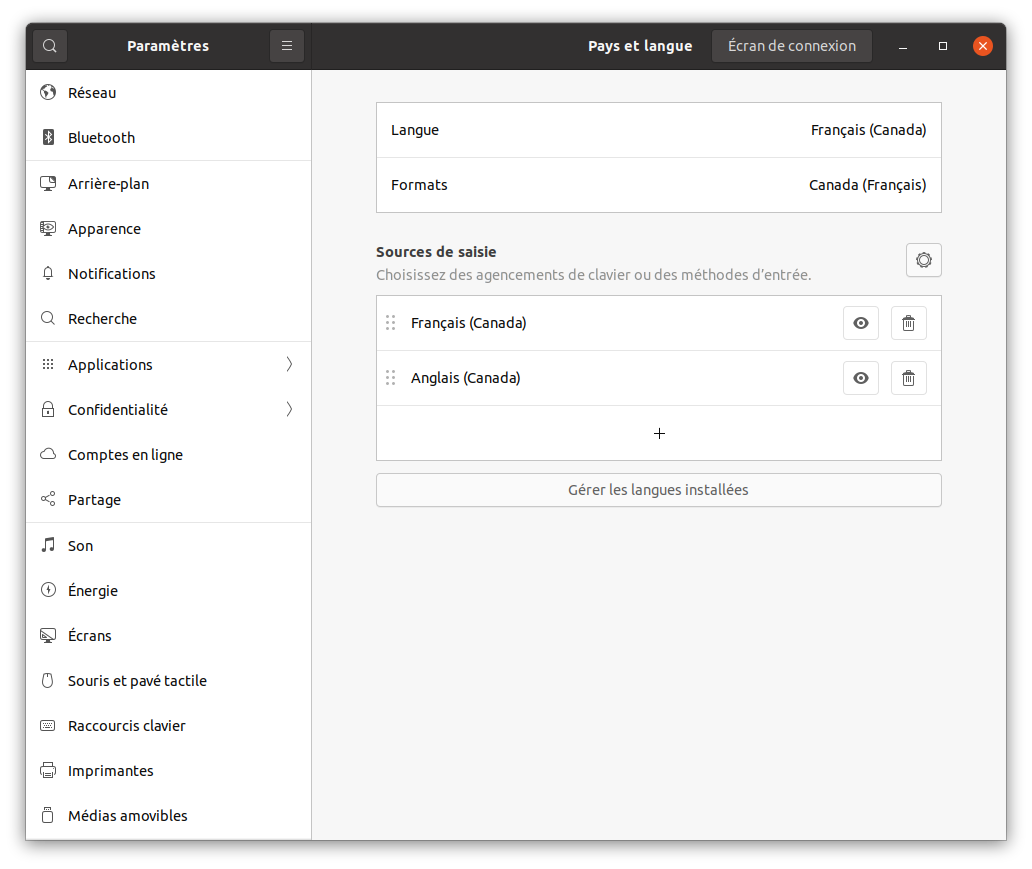 Paramètres
Pays et langue
Écran de connexion
Réseau
Bluetooth
Arrière-plan
Apparence
Notifications
Recherche
Applications
Confidentialité
Comptes en ligne
Partage
Son
Énergie
Écrans
Souris et pavé tactile
Raccourcis clavier
Imprimantes
Médias amovibles
Langue Français (Canada)
Formats Canada (Français)
Sources de saisie
Choisissez des agencements de clavier ou des méthodes d’entrée.
Français (Canada)
Anglais (Canada)
Gérer les langues installées